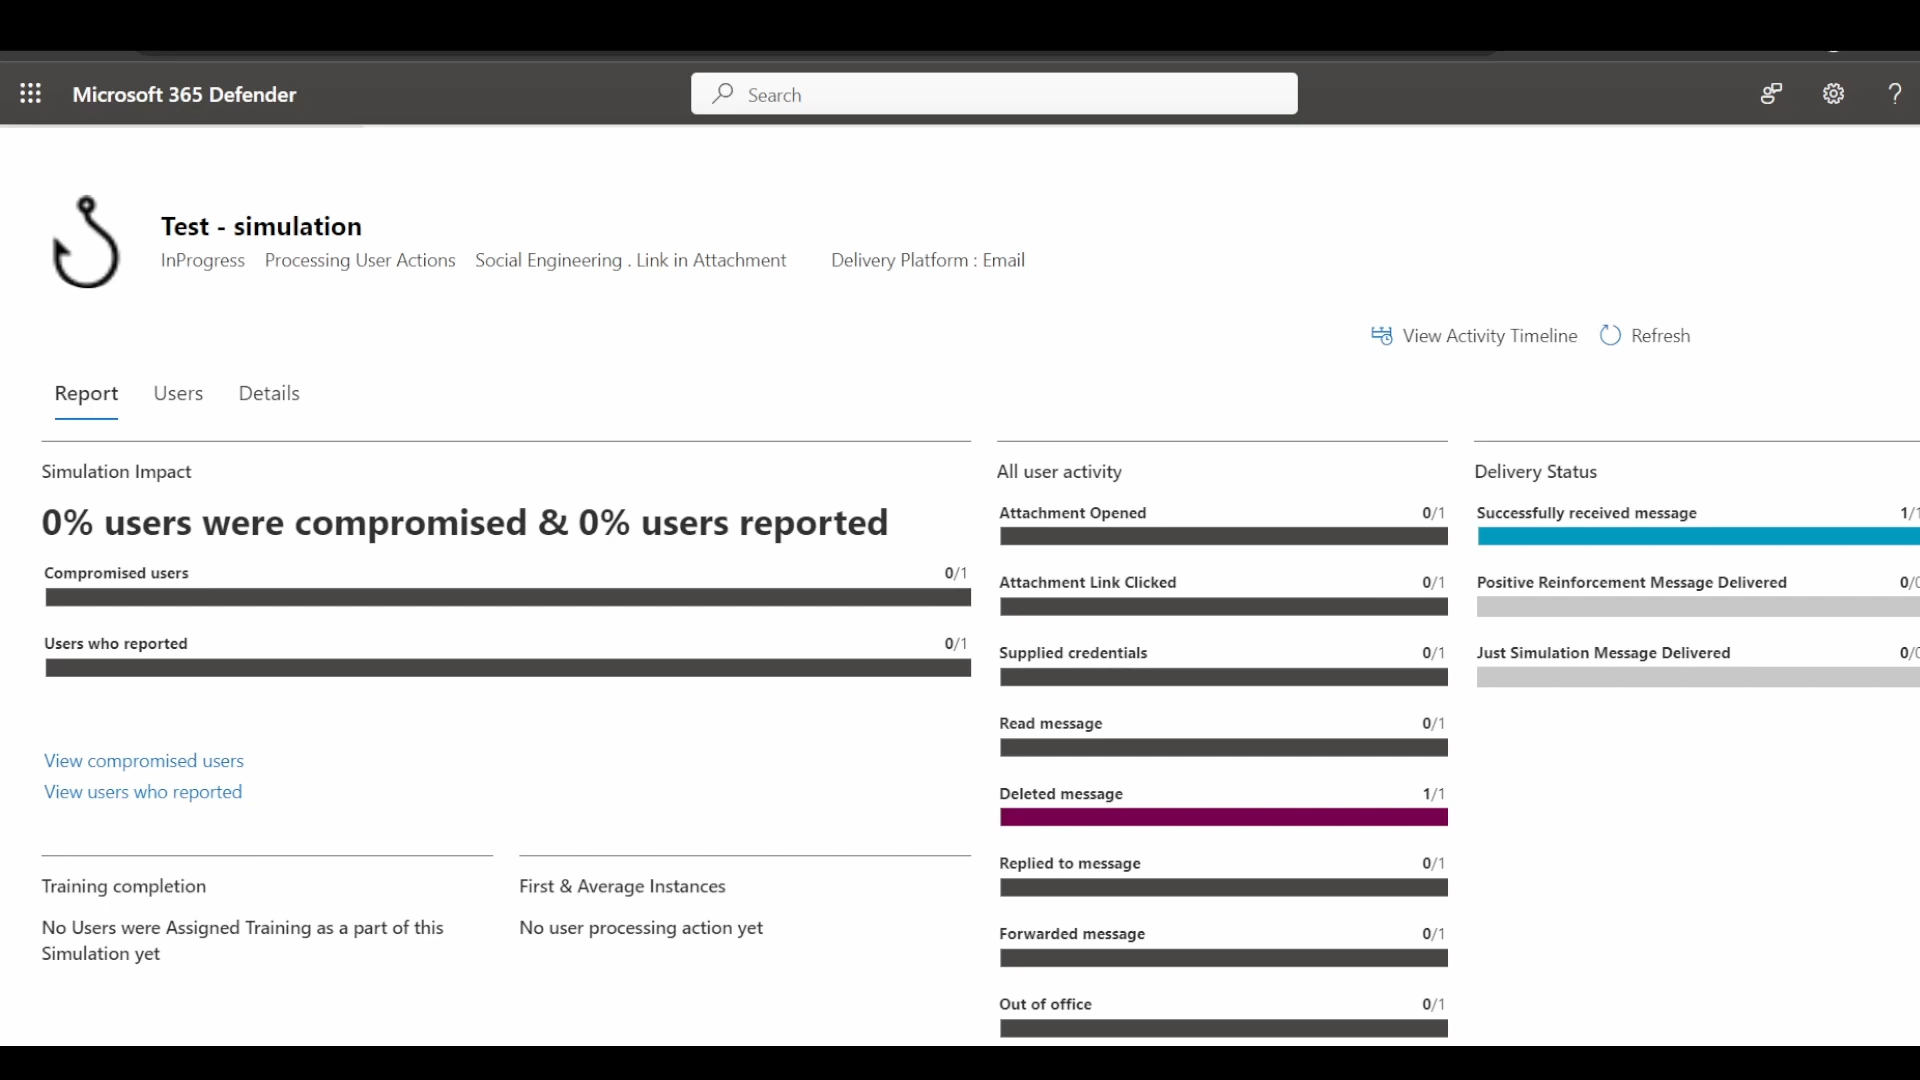 Microsoft 365 Defender
Search
?
Test - simulation
InProgress Processing User Actions Social Engineering . Link in Attachment Delivery Platform : Email
View Activity Timeline Refresh
Report Users Details
Simulation Impact
0% users were compromised & 0% users reported
Compromised users 0/1
Users who reported 0/1
View compromised users
View users who reported
Training completion
No Users were Assigned Training as a part of this
Simulation yet
First & Average Instances
No user processing action yet
All user activity
Attachment Opened 0/1
Attachment Link Clicked 0/1
Supplied credentials 0/1
Read message 0/1
Deleted message 1/1
Replied to message 0/1
Forwarded message 0/1
Out of office 0/1
Delivery Status
Successfully received message 1/1
Positive Reinforcement Message Delivered 0/0
Just Simulation Message Delivered 0/0